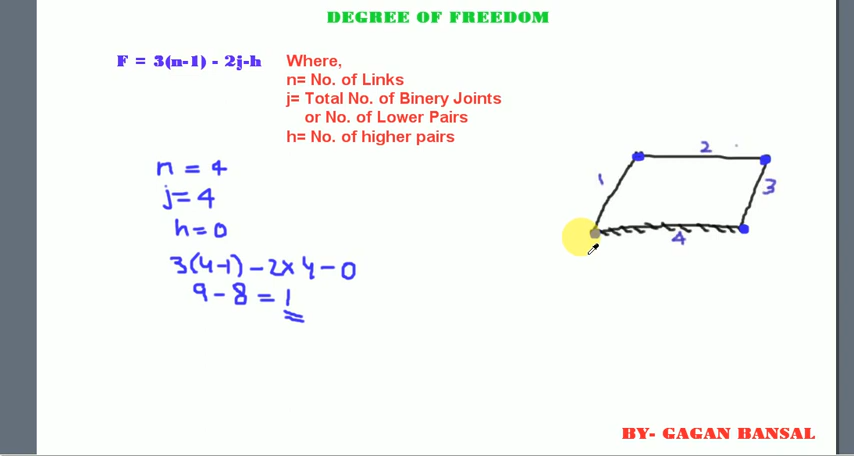 DEGREE OF FREEDOM
F = 3(n-1) - 2j-h
Where,
n= No. of Links
j= Total No. of Binery Joints
or No. of Lower Pairs
h= No. of higher pairs
n = 4
j= 4
h = 0
3(4-1) - 2x4 - 0
9 - 8 = 1
1
2
3
4
BY- GAGAN BANSAL